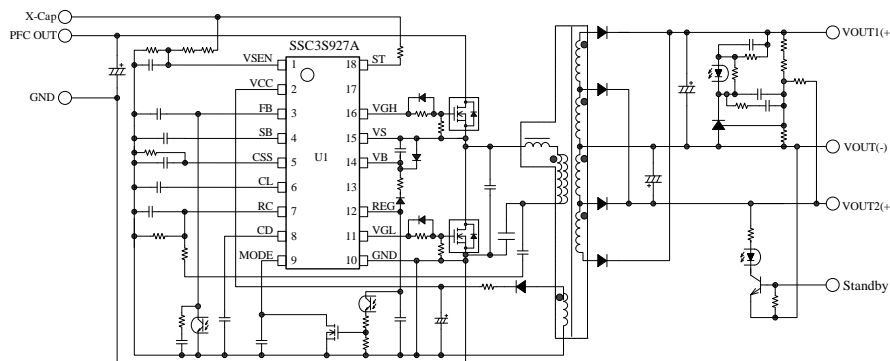 X-Cap
PFC OUT
GND
SSC3S927A
U1
VSEN 1
VCC 2
FB 3
SB 4
CSS 5
CL 6
RC 7
CD 8
MODE 9
18 ST
17
16 VGH
15 VS
14 VB
13
12 REG
11 VGL
10 GND
VOUT1(+
VOUT(-)
VOUT2(+
Standby